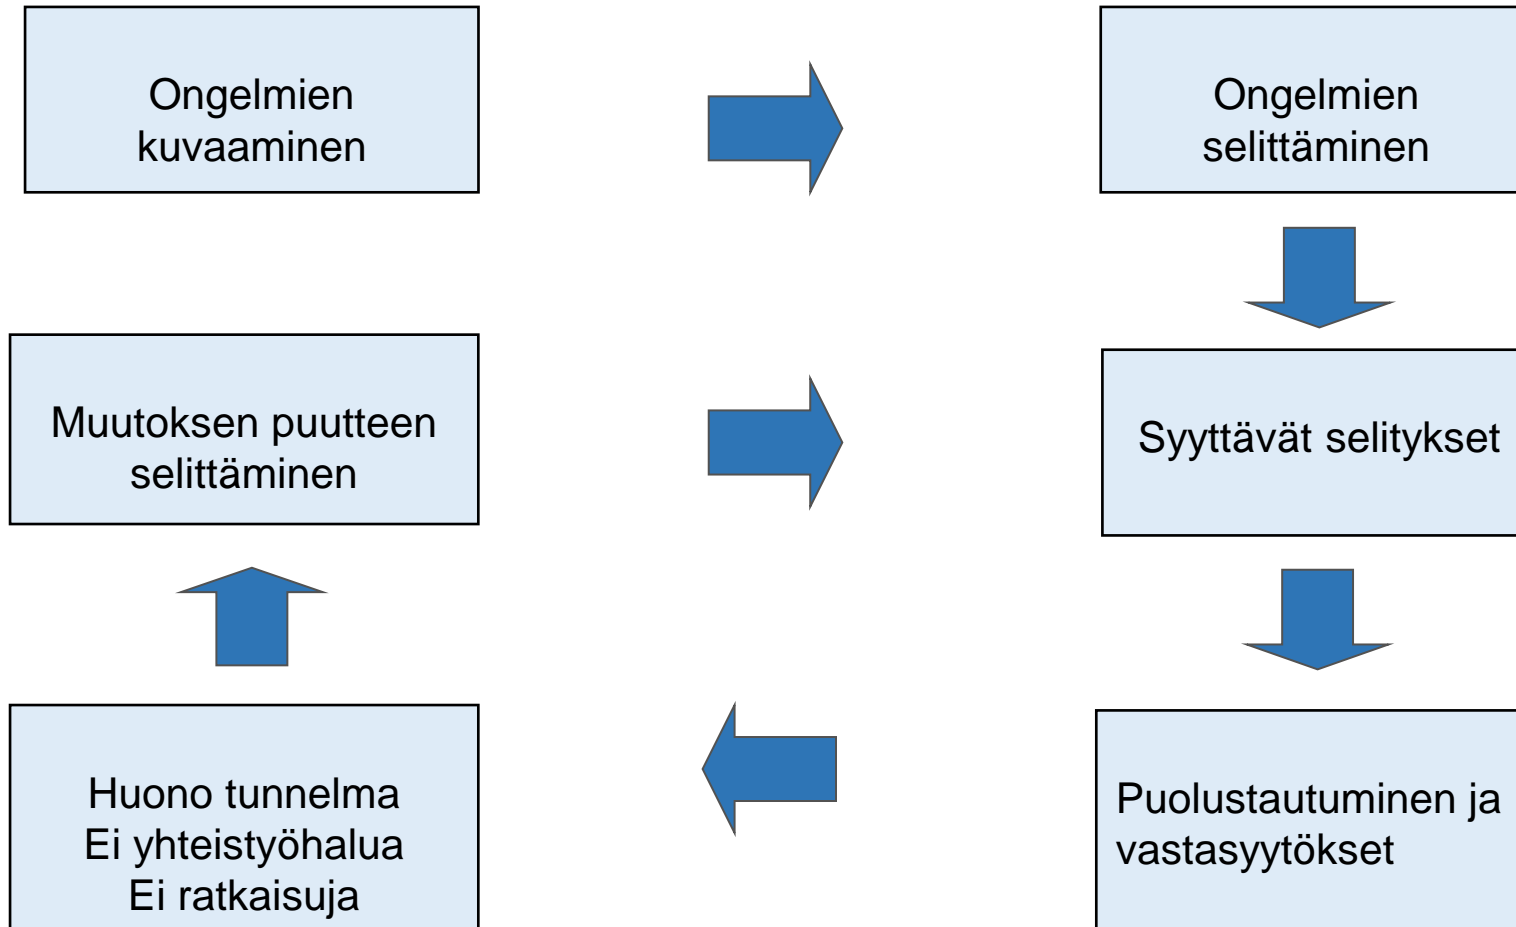 Ongelmien
kuvaaminen
Ongelmien
selittäminen
Muutoksen puutteen
selittäminen
Syyttävät selitykset
Huono tunnelma
Ei yhteistyöhalua
Ei ratkaisuja
Puolustautuminen ja
vastasyytökset